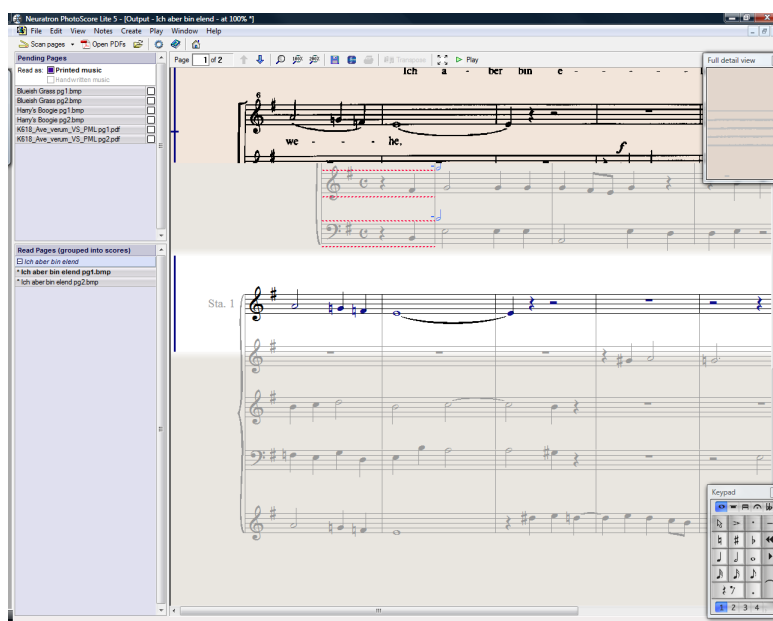 Neuratron PhotoScore Lite 5 - [Output - Ich aber bin elend - at 100% *]
File Edit View Notes Create Play Window Help
Scan pages Open PDFs
Pending Pages
Read as: Printed music
Handwritten music
Blueish Grass pg1.bmp
Blueish Grass pg2.bmp
Harry's Boogie pg1.bmp
Harry's Boogie pg2.bmp
K618_Ave_verum_VS_PML pg1.pdf
K618_Ave_verum_VS_PML pg2.pdf
Read Pages (grouped into scores)
Ich aber bin elend
* Ich aber bin elend pg1.bmp
* Ich aber bin elend pg2.bmp
Page 1 of 2 Transpose Play
Ich a - ber bin e - - - - -
6
we - - - he.
f
Sta. 1
Full detail view
Keypad
1 2 3 4